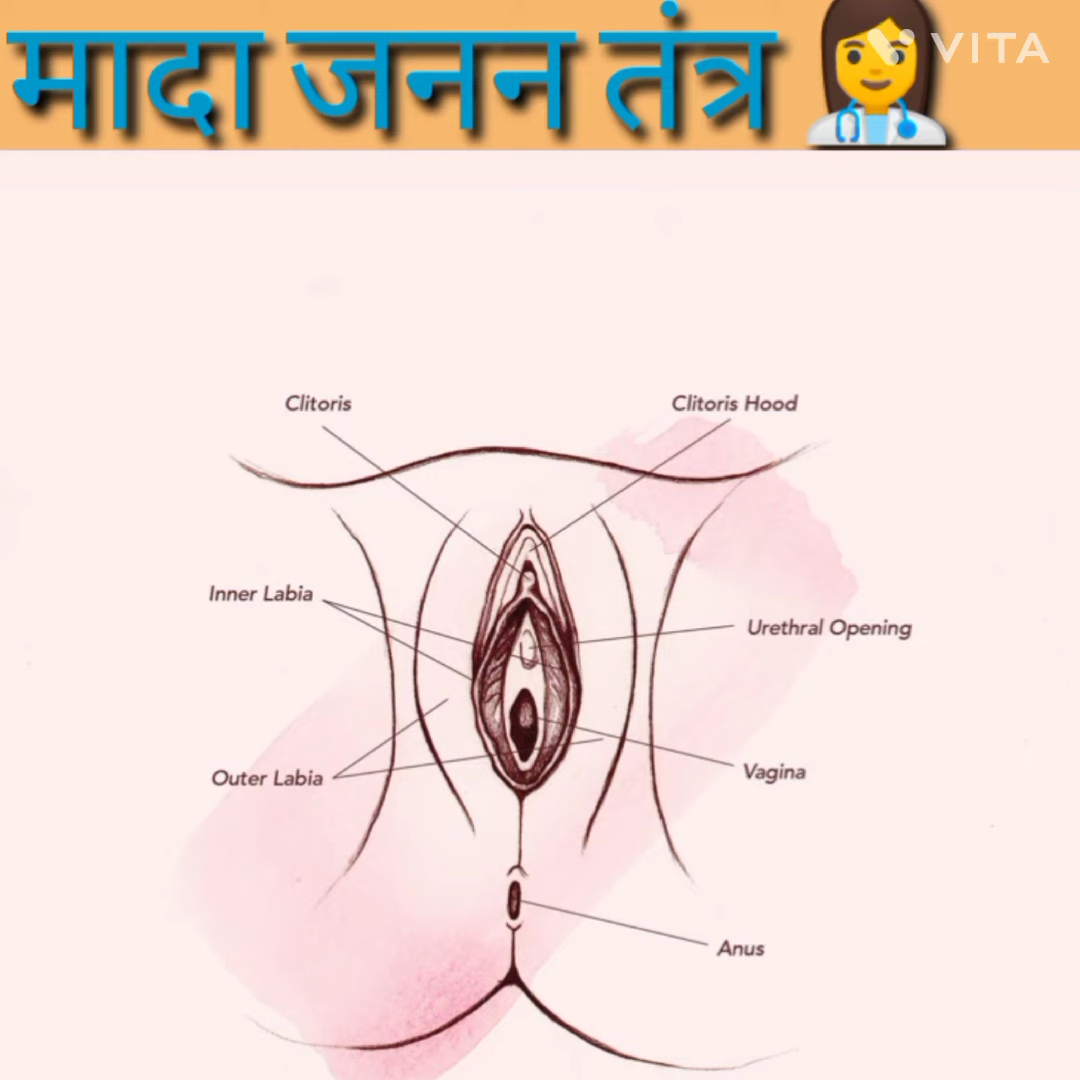 मादा जनन तंत्र
VITA
Clitoris
Clitoris Hood
Inner Labia
Urethral Opening
Outer Labia
Vagina
Anus